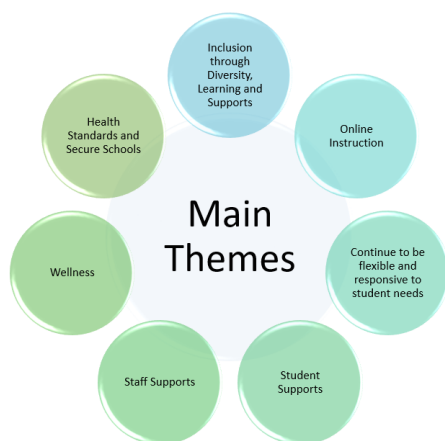 Inclusion
through
Diversity,
Learning and
Supports
Online
Instruction
Continue to be
flexible and
responsive to
student needs
Student
Supports
Staff Supports
Wellness
Health
Standards and
Secure Schools
Main
Themes